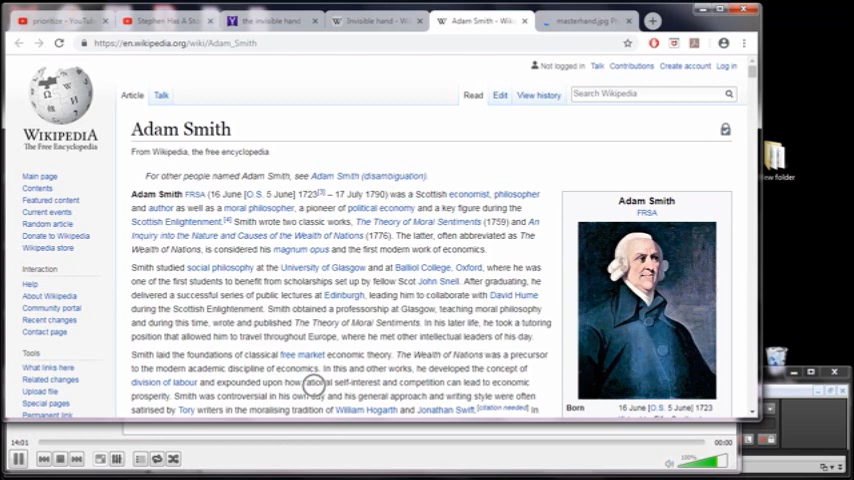 prioritize - YouTub
Stephen Has A St
the invisible hand
Invisible hand - Wi
Adam Smith - Wiki
masterhand.jpg P
https://en.wikipedia.org/wiki/Adam_Smith
Not logged in Talk Contributions Create account Log in
Article Talk
Read Edit View history
Search Wikipedia
WIKIPEDIA
The Free Encyclopedia
Main page
Contents
Featured content
Current events
Random article
Donate to Wikipedia
Wikipedia store
Interaction
Help
About Wikipedia
Community portal
Recent changes
Contact page
Tools
What links here
Related changes
Upload file
Special pages
Permanent link
Adam Smith
From Wikipedia, the free encyclopedia
For other people named Adam Smith, see Adam Smith (disambiguation).
Adam Smith FRSA (16 June [O.S. 5 June] 1723[3] – 17 July 1790) was a Scottish economist, philosopher
and author as well as a moral philosopher, a pioneer of political economy and a key figure during the
Scottish Enlightenment.[4] Smith wrote two classic works, The Theory of Moral Sentiments (1759) and An
Inquiry into the Nature and Causes of the Wealth of Nations (1776). The latter, often abbreviated as The
Wealth of Nations, is considered his magnum opus and the first modern work of economics.
Smith studied social philosophy at the University of Glasgow and at Balliol College, Oxford, where he was
one of the first students to benefit from scholarships set up by fellow Scot John Snell. After graduating, he
delivered a successful series of public lectures at Edinburgh, leading him to collaborate with David Hume
during the Scottish Enlightenment. Smith obtained a professorship at Glasgow, teaching moral philosophy
and during this time, wrote and published The Theory of Moral Sentiments. In his later life, he took a tutoring
position that allowed him to travel throughout Europe, where he met other intellectual leaders of his day.
Smith laid the foundations of classical free market economic theory. The Wealth of Nations was a precursor
to the modern academic discipline of economics. In this and other works, he developed the concept of
division of labour and expounded upon how rational self-interest and competition can lead to economic
prosperity. Smith was controversial in his own day and his general approach and writing style were often
satirised by Tory writers in the moralising tradition of William Hogarth and Jonathan Swift.[citation needed] In
Adam Smith
FRSA
Born 16 June [O.S. 5 June] 1723
New folder
14:01
00:00
100%